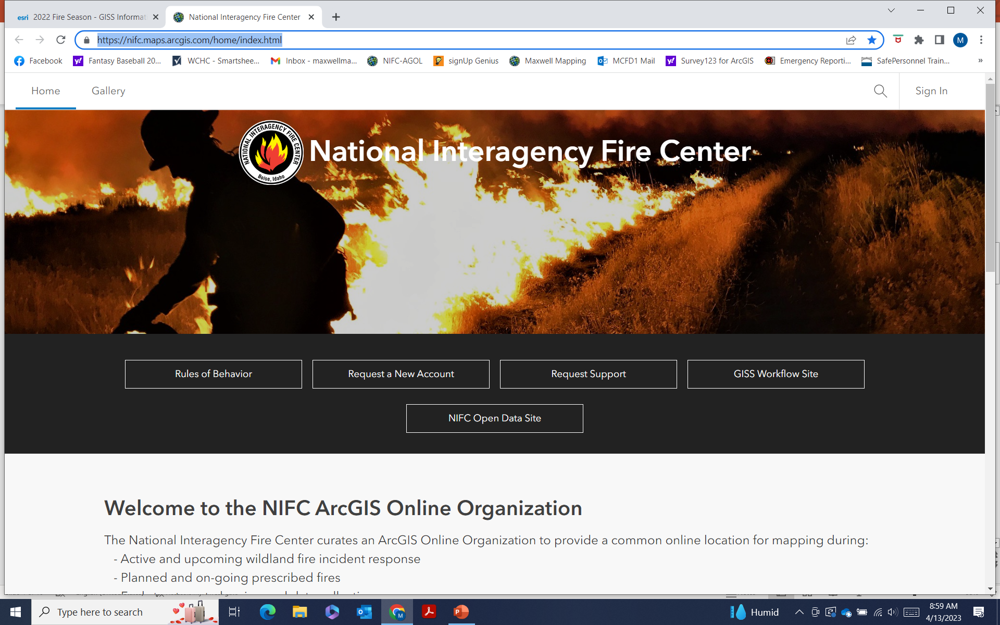 esri 2022 Fire Season - GISS Informat
National Interagency Fire Center
https://nifc.maps.arcgis.com/home/index.html
M
Facebook
Fantasy Baseball 20...
WCHC - Smartshee...
Inbox - maxwellma...
NIFC-AGOL
signUp Genius
Maxwell Mapping
MCFD1 Mail
Survey123 for ArcGIS
Emergency Reporti...
SafePersonnel Train...
»
Home
Gallery
Sign In
NATIONAL INTERAGENCY FIRE CENTER
Boise, Idaho
National Interagency Fire Center
Rules of Behavior
Request a New Account
Request Support
GISS Workflow Site
NIFC Open Data Site
Welcome to the NIFC ArcGIS Online Organization
The National Interagency Fire Center curates an ArcGIS Online Organization to provide a common online location for mapping during:
- Active and upcoming wildland fire incident response
- Planned and on-going prescribed fires
Type here to search
Humid
8:59 AM
4/13/2023